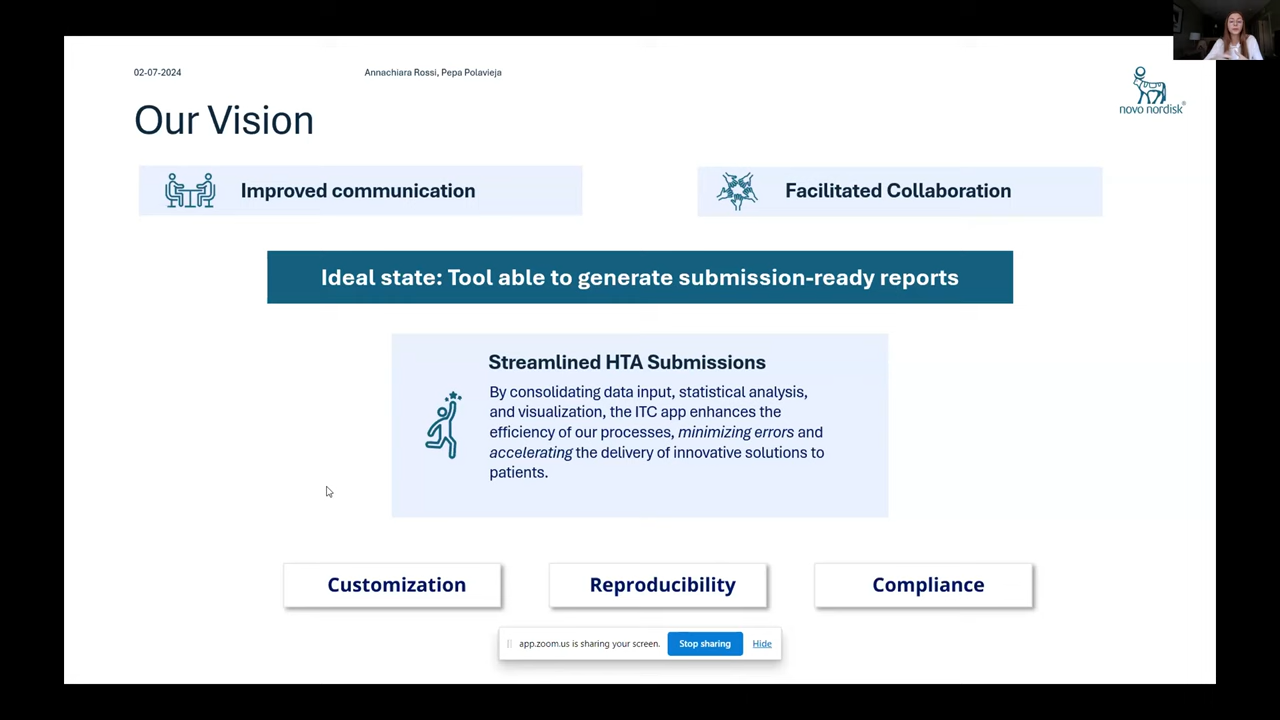 02-07-2024
Annachiara Rossi, Pepa Polavieja
novo nordisk®
Our Vision
Improved communication
Facilitated Collaboration
Ideal state: Tool able to generate submission-ready reports
Streamlined HTA Submissions
By consolidating data input, statistical analysis,
and visualization, the ITC app enhances the
efficiency of our processes, minimizing errors and
accelerating the delivery of innovative solutions to
patients.
Customization
Reproducibility
Compliance
app.zoom.us is sharing your screen.
Stop sharing
Hide